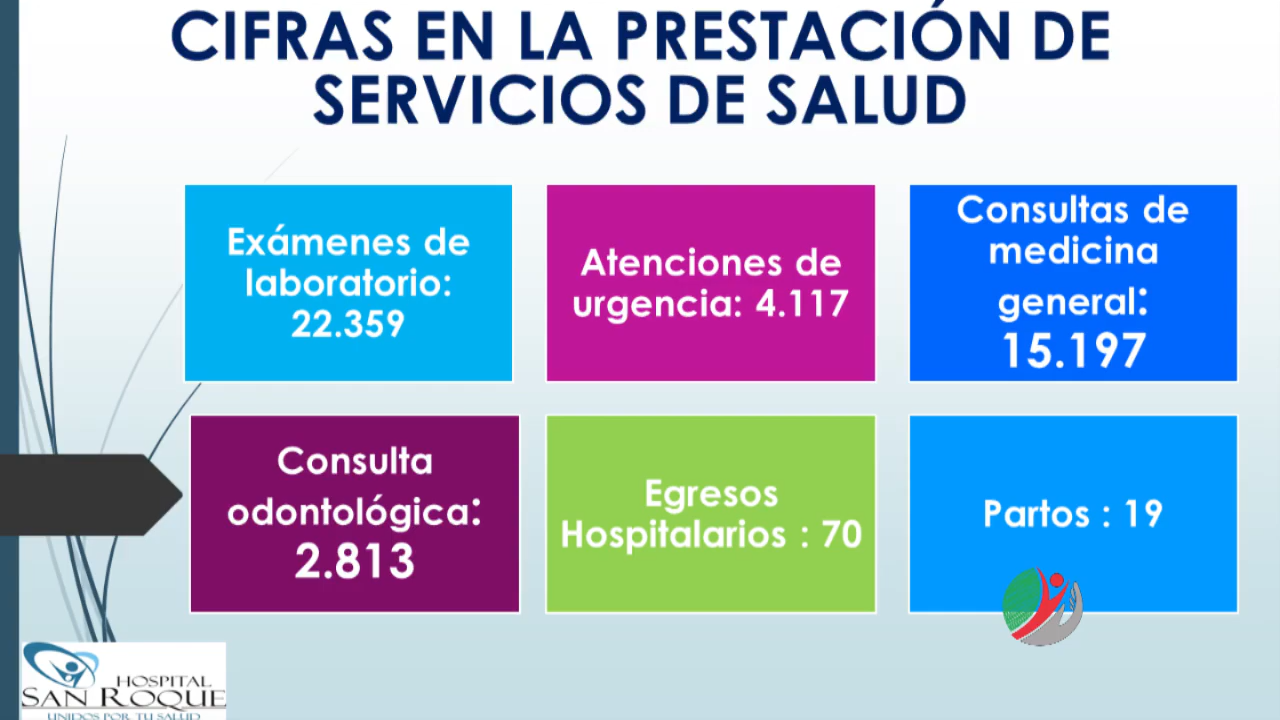 CIFRAS EN LA PRESTACIÓN DE
SERVICIOS DE SALUD
Exámenes de
laboratorio:
22.359
Atenciones de
urgencia: 4.117
Consultas de
medicina
general:
15.197
Consulta
odontológica:
2.813
Egresos
Hospitalarios : 70
Partos : 19
HOSPITAL
SAN ROQUE
UNIDOS POR TU SALUD